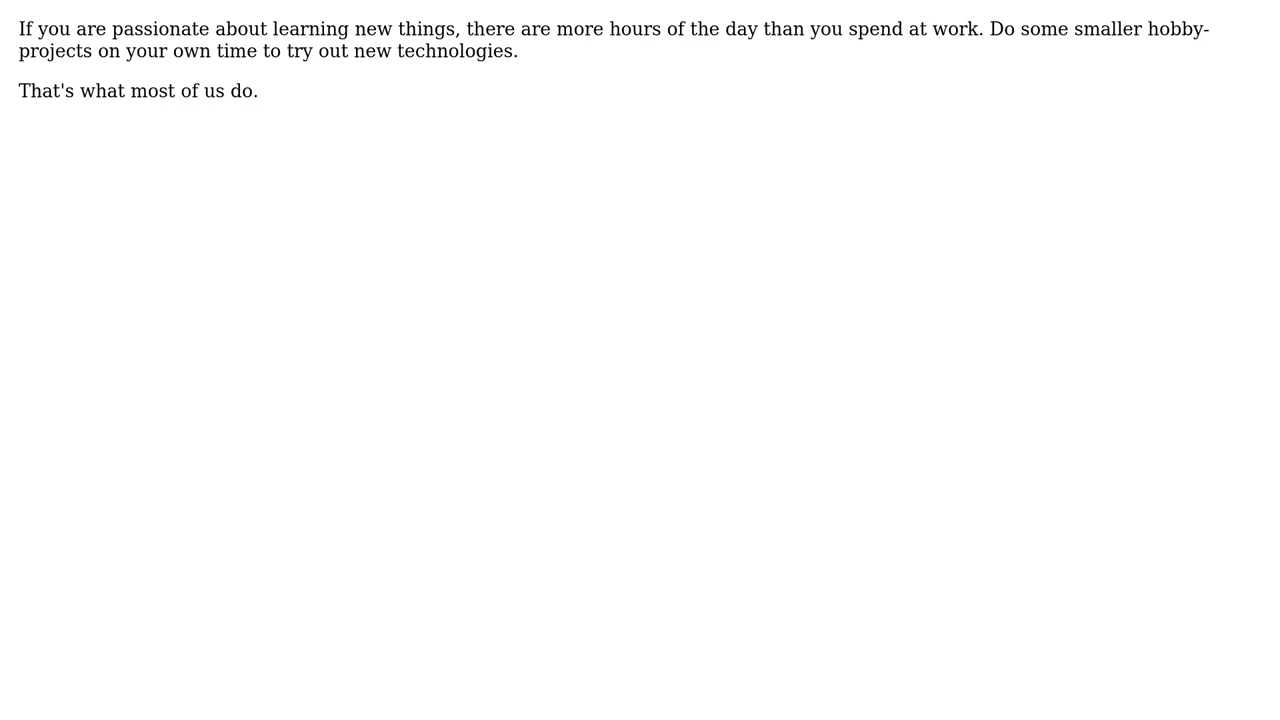 If you are passionate about learning new things, there are more hours of the day than you spend at work. Do some smaller hobby-
projects on your own time to try out new technologies.
That's what most of us do.